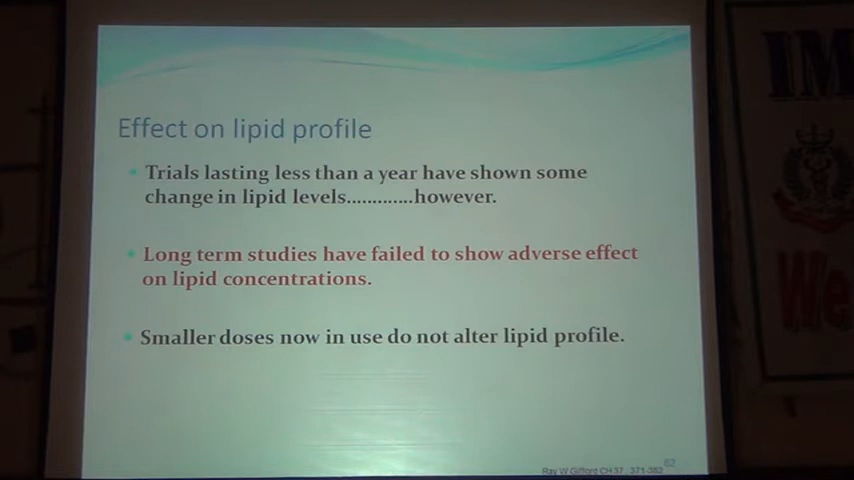 Effect on lipid profile
Trials lasting less than a year have shown some
change in lipid levels.............however.
Long term studies have failed to show adverse effect
on lipid concentrations.
Smaller doses now in use do not alter lipid profile.
Ray W Gifford CH 37 : 371-382
62
IM
We